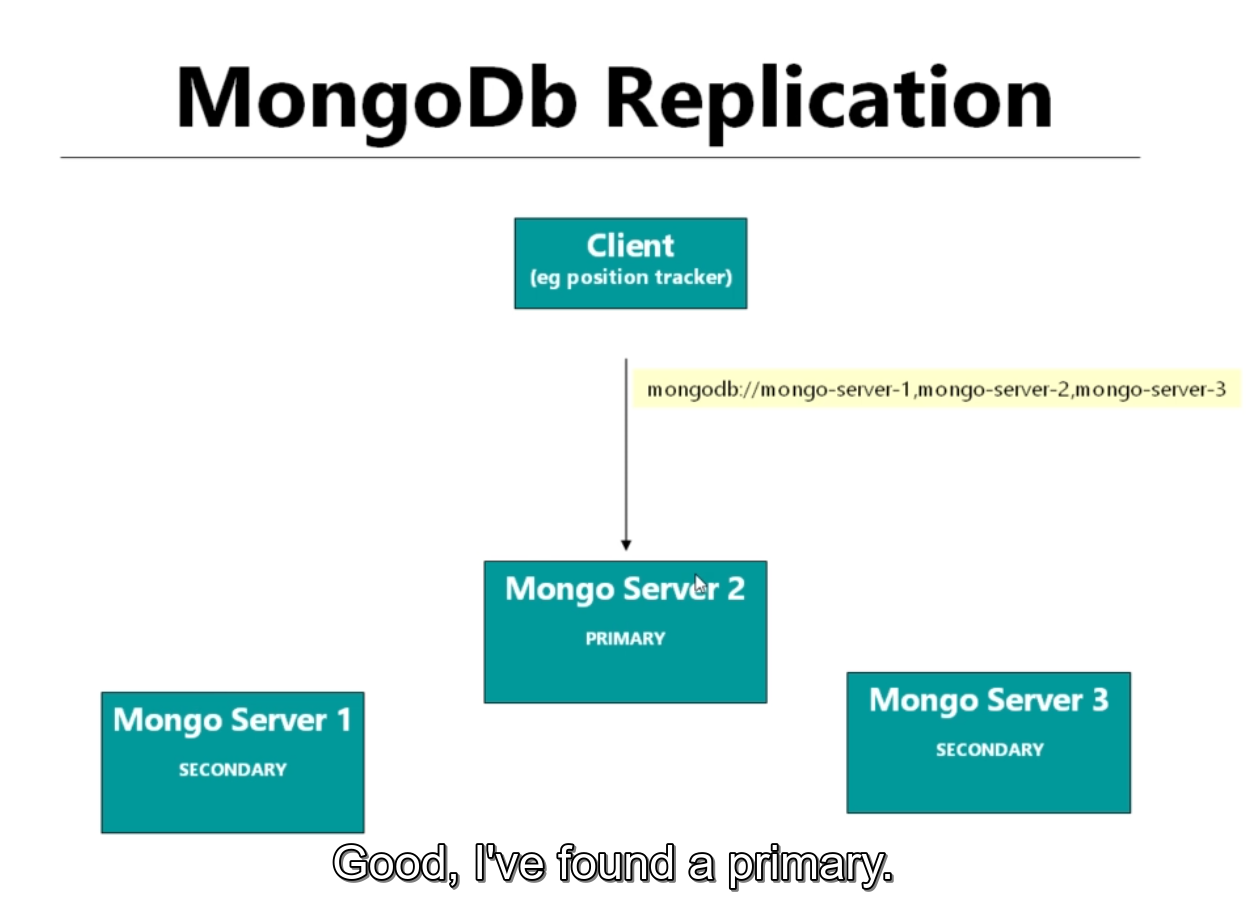 MongoDb Replication
Client
(eg position tracker)
mongodb://mongo-server-1,mongo-server-2,mongo-server-3
Mongo Server 2
PRIMARY
Mongo Server 3
SECONDARY
Mongo Server 1
SECONDARY
Good, I've found a primary.